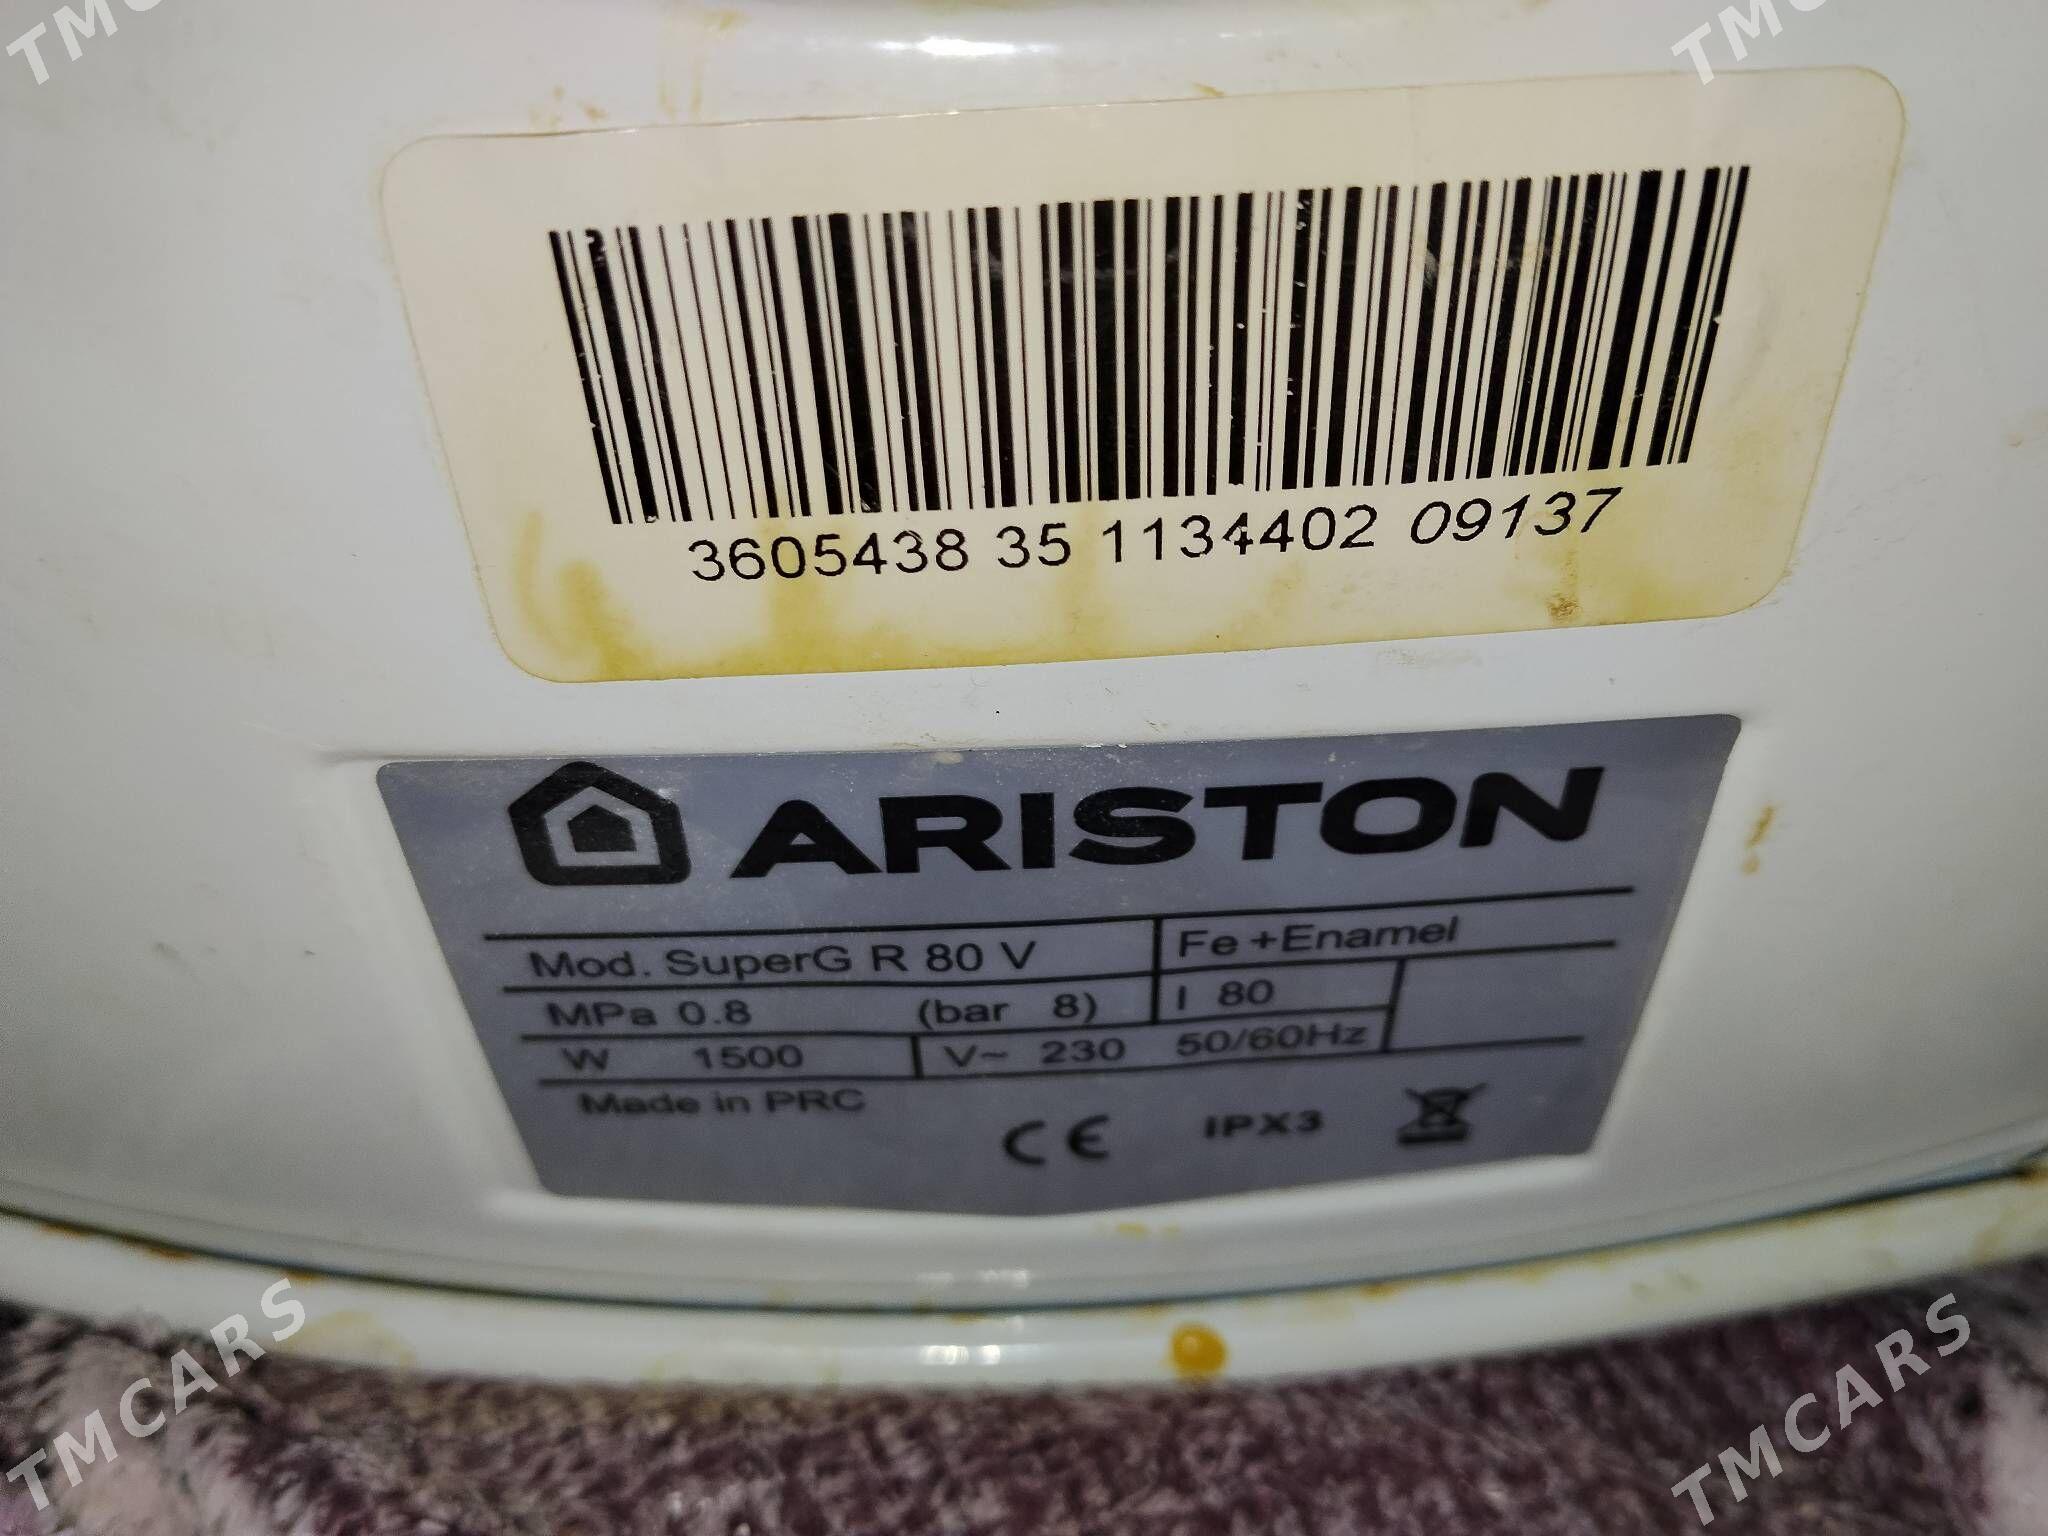 TMCARS
TMCARS
3605438 35 1134402 09137
ARISTON
Mod. SuperG R 80 V Fe+Enamel
MPa 0.8 (bar 8) l 80
W 1500 V~ 230 50/60Hz
Made in PRC
CE IPX3
TMCARS
TMCARS